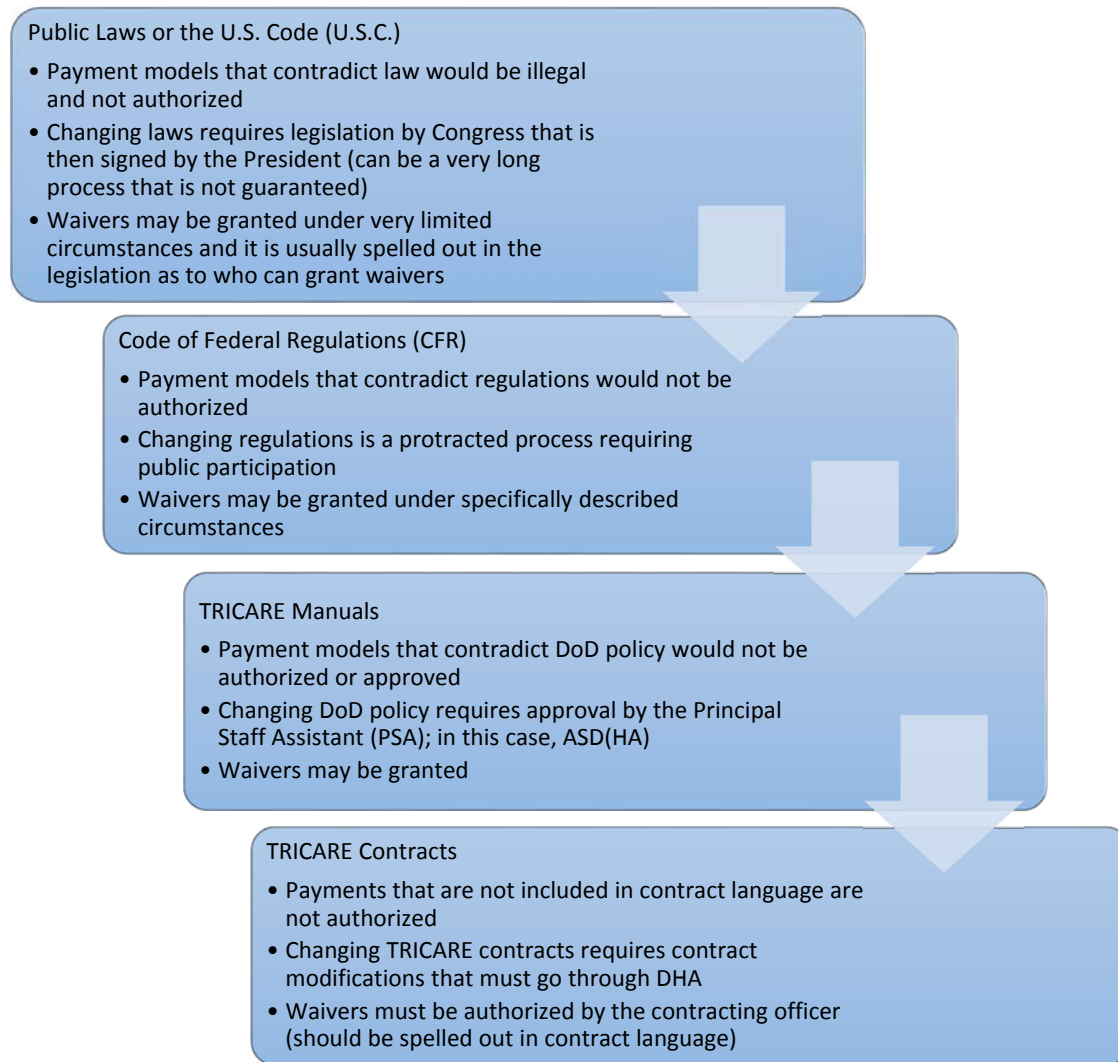 Public Laws or the U.S. Code (U.S.C.)
• Payment models that contradict law would be illegal
and not authorized
• Changing laws requires legislation by Congress that is
then signed by the President (can be a very long
process that is not guaranteed)
• Waivers may be granted under very limited
circumstances and it is usually spelled out in the
legislation as to who can grant waivers
Code of Federal Regulations (CFR)
• Payment models that contradict regulations would not be
authorized
• Changing regulations is a protracted process requiring
public participation
• Waivers may be granted under specifically described
circumstances
TRICARE Manuals
• Payment models that contradict DoD policy would not be
authorized or approved
• Changing DoD policy requires approval by the Principal
Staff Assistant (PSA); in this case, ASD(HA)
• Waivers may be granted
TRICARE Contracts
• Payments that are not included in contract language are
not authorized
• Changing TRICARE contracts requires contract
modifications that must go through DHA
• Waivers must be authorized by the contracting officer
(should be spelled out in contract language)